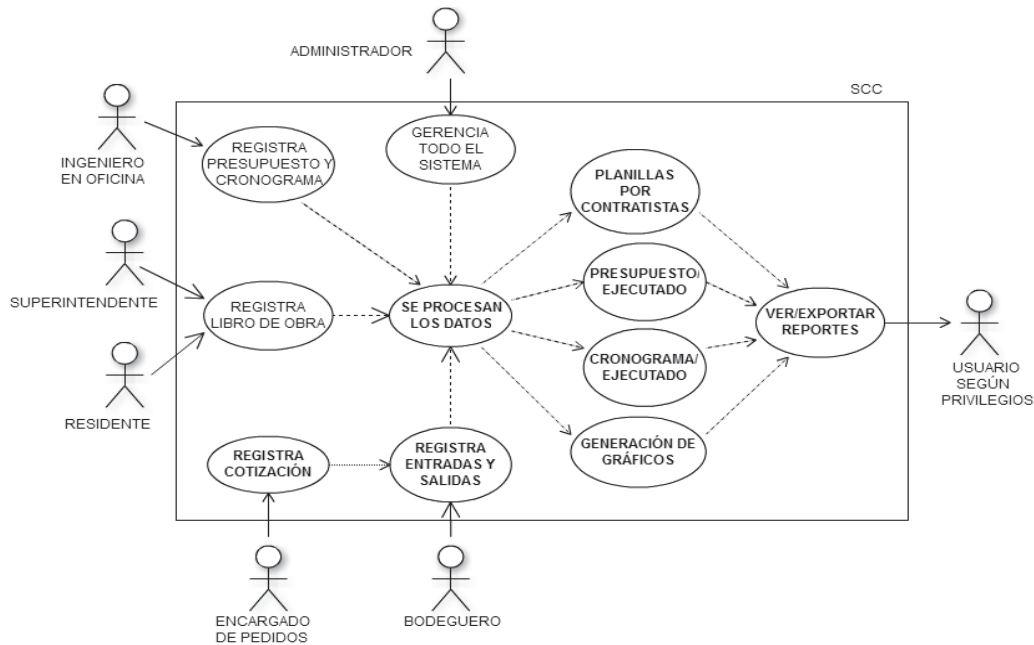 ADMINISTRADOR
SCC
INGENIERO
EN OFICINA
REGISTRA
PRESUPUESTO Y
CRONOGRAMA
GERENCIA
TODO EL
SISTEMA
PLANILLAS
POR
CONTRATISTAS
SUPERINTENDENTE
REGISTRA
LIBRO DE OBRA
SE PROCESAN
LOS DATOS
PRESUPUESTO/
EJECUTADO
VER/EXPORTAR
REPORTES
CRONOGRAMA/
EJECUTADO
USUARIO
SEGÚN
PRIVILEGIOS
RESIDENTE
REGISTRA
COTIZACIÓN
REGISTRA
ENTRADAS Y
SALIDAS
GENERACIÓN DE
GRÁFICOS
ENCARGADO
DE PEDIDOS
BODEGUERO